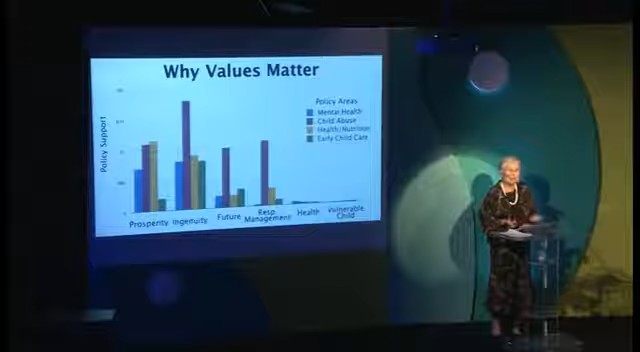 Why Values Matter
Policy Support
Policy Areas
Mental Health
Child Abuse
Health/Nutrition
Early Child Care
Prosperity
Ingenuity
Future
Resp.
Management
Health
Vulnerable
Child